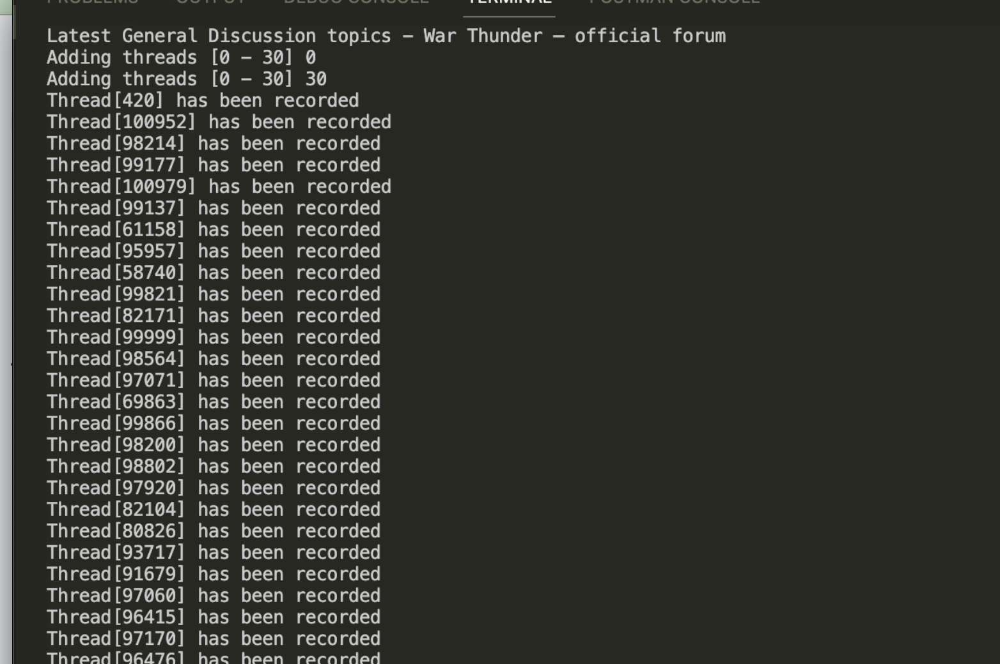 PROBLEMS OUTPUT DEBUG CONSOLE TERMINAL POSTMAN CONSOLE
Latest General Discussion topics - War Thunder — official forum
Adding threads [0 - 30] 0
Adding threads [0 - 30] 30
Thread[420] has been recorded
Thread[100952] has been recorded
Thread[98214] has been recorded
Thread[99177] has been recorded
Thread[100979] has been recorded
Thread[99137] has been recorded
Thread[61158] has been recorded
Thread[95957] has been recorded
Thread[58740] has been recorded
Thread[99821] has been recorded
Thread[82171] has been recorded
Thread[99999] has been recorded
Thread[98564] has been recorded
Thread[97071] has been recorded
Thread[69863] has been recorded
Thread[99866] has been recorded
Thread[98200] has been recorded
Thread[98802] has been recorded
Thread[97920] has been recorded
Thread[82104] has been recorded
Thread[80826] has been recorded
Thread[93717] has been recorded
Thread[91679] has been recorded
Thread[97060] has been recorded
Thread[96415] has been recorded
Thread[97170] has been recorded
Thread[96476] has been recorded